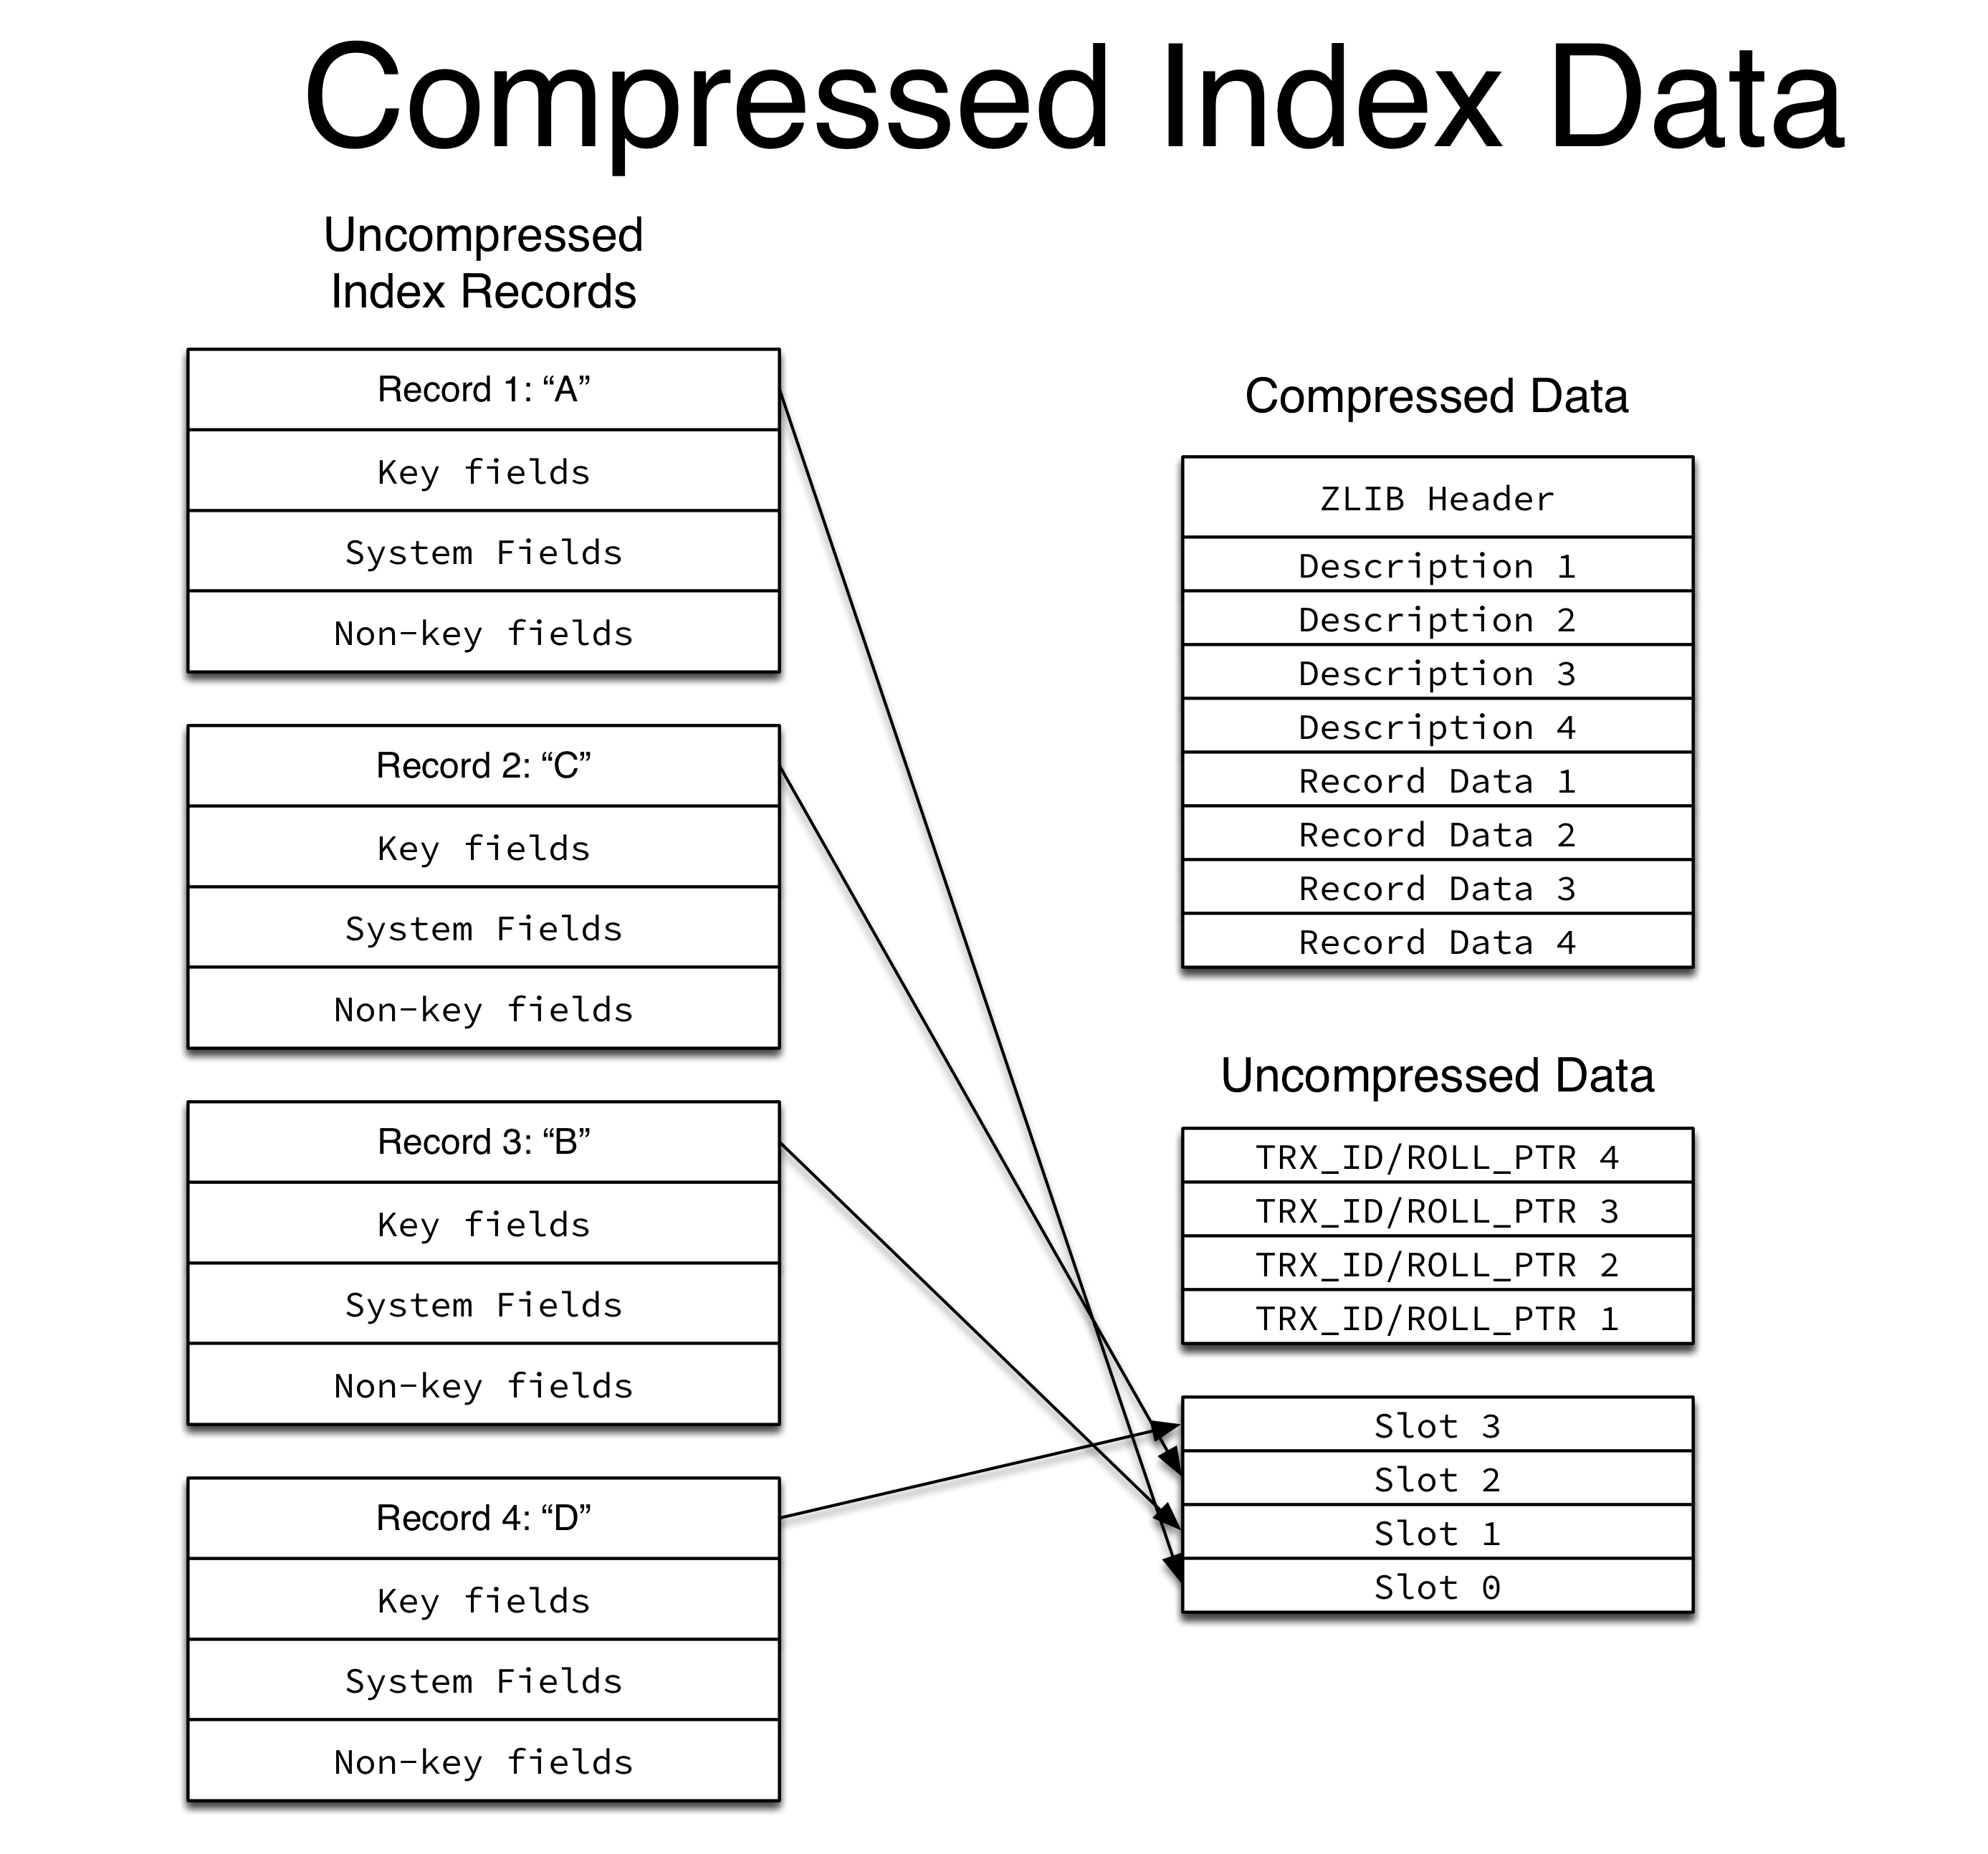 Compressed Index Data
Uncompressed
Index Records
Record 1: “A”
Key fields
System Fields
Non-key fields
Record 2: “C”
Key fields
System Fields
Non-key fields
Record 3: “B”
Key fields
System Fields
Non-key fields
Record 4: “D”
Key fields
System Fields
Non-key fields
Compressed Data
ZLIB Header
Description 1
Description 2
Description 3
Description 4
Record Data 1
Record Data 2
Record Data 3
Record Data 4
Uncompressed Data
TRX_ID/ROLL_PTR 4
TRX_ID/ROLL_PTR 3
TRX_ID/ROLL_PTR 2
TRX_ID/ROLL_PTR 1
Slot 3
Slot 2
Slot 1
Slot 0